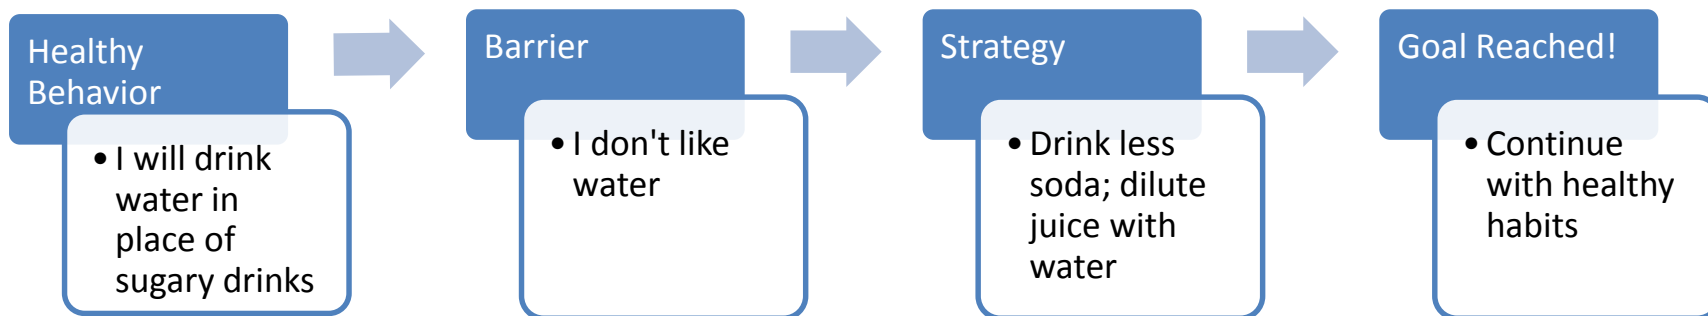 Healthy
Behavior
• I will drink
water in
place of
sugary drinks
Barrier
• I don't like
water
Strategy
• Drink less
soda; dilute
juice with
water
Goal Reached!
• Continue
with healthy
habits